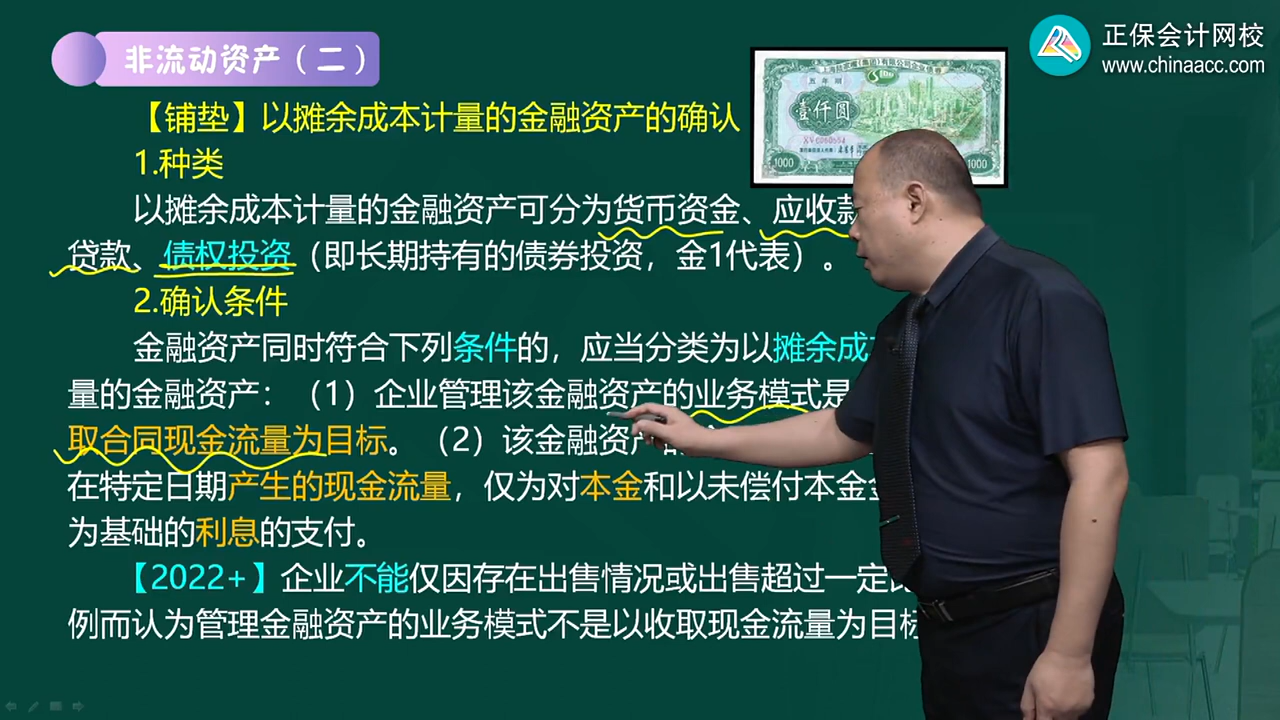 非流动资产（二）
正保会计网校
www.chinaacc.com
壹仟圆
1000
1000
【铺垫】以摊余成本计量的金融资产的确认
1.种类
以摊余成本计量的金融资产可分为货币资金、应收款
贷款、债权投资（即长期持有的债券投资，金1代表）。
2.确认条件
金融资产同时符合下列条件的，应当分类为以摊余成
量的金融资产：（1）企业管理该金融资产的业务模式是
取合同现金流量为目标。（2）该金融资产的
在特定日期产生的现金流量，仅为对本金和以未偿付本金金
为基础的利息的支付。
【2022+】企业不能仅因存在出售情况或出售超过一定比
例而认为管理金融资产的业务模式不是以收取现金流量为目标